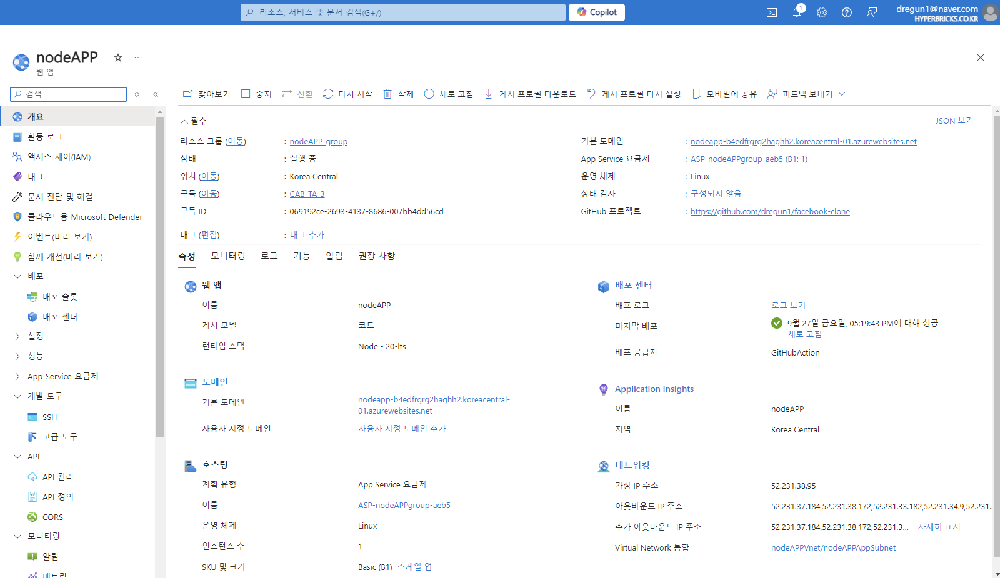 리소스, 서비스 및 문서 검색(G+/)
Copilot
1
dregun1@naver.com
HYPERBRICKS.CO.KR
nodeAPP
웹 앱
검색
찾아보기
중지
전환
다시 시작
삭제
새로 고침
게시 프로필 다운로드
게시 프로필 다시 설정
모바일에 공유
피드백 보내기
개요
활동 로그
액세스 제어(IAM)
태그
문제 진단 및 해결
클라우드용 Microsoft Defender
이벤트(미리 보기)
함께 개선(미리 보기)
배포
배포 슬롯
배포 센터
설정
성능
App Service 요금제
개발 도구
SSH
고급 도구
API
API 관리
API 정의
CORS
모니터링
알림
메트릭
필수
JSON 보기
리소스 그룹 (이동) : nodeAPP_group
상태 : 실행 중
위치 (이동) : Korea Central
구독 (이동) : CAB_TA_3
구독 ID : 069192ce-2693-4137-8686-007bb4dd56cd
태그 (편집) : 태그 추가
기본 도메인 : nodeapp-b4edfrgrg2haghh2.koreacentral-01.azurewebsites.net
App Service 요금제 : ASP-nodeAPPgroup-aeb5 (B1: 1)
운영 체제 : Linux
상태 검사 : 구성되지 않음
GitHub 프로젝트 : https://github.com/dregun1/facebook-clone
속성
모니터링
로그
기능
알림
권장 사항
웹 앱
이름 nodeAPP
게시 모델 코드
런타임 스택 Node - 20-lts
도메인
기본 도메인 nodeapp-b4edfrgrg2haghh2.koreacentral-
01.azurewebsites.net
사용자 지정 도메인 사용자 지정 도메인 추가
호스팅
계획 유형 App Service 요금제
이름 ASP-nodeAPPgroup-aeb5
운영 체제 Linux
인스턴스 수 1
SKU 및 크기 Basic (B1) 스케일 업
배포 센터
배포 로그 로그 보기
마지막 배포 9월 27일 금요일, 05:19:43 PM에 대해 성공
새로 고침
배포 공급자 GitHubAction
Application Insights
이름 nodeAPP
지역 Korea Central
네트워킹
가상 IP 주소 52.231.38.95
아웃바운드 IP 주소 52.231.37.184,52.231.38.172,52.231.33.182,52.231.34.9,52.231.
추가 아웃바운드 IP 주소 52.231.37.184,52.231.38.172,52.231.3... 자세히 표시
Virtual Network 통합 nodeAPPVnet/nodeAPPAppSubnet